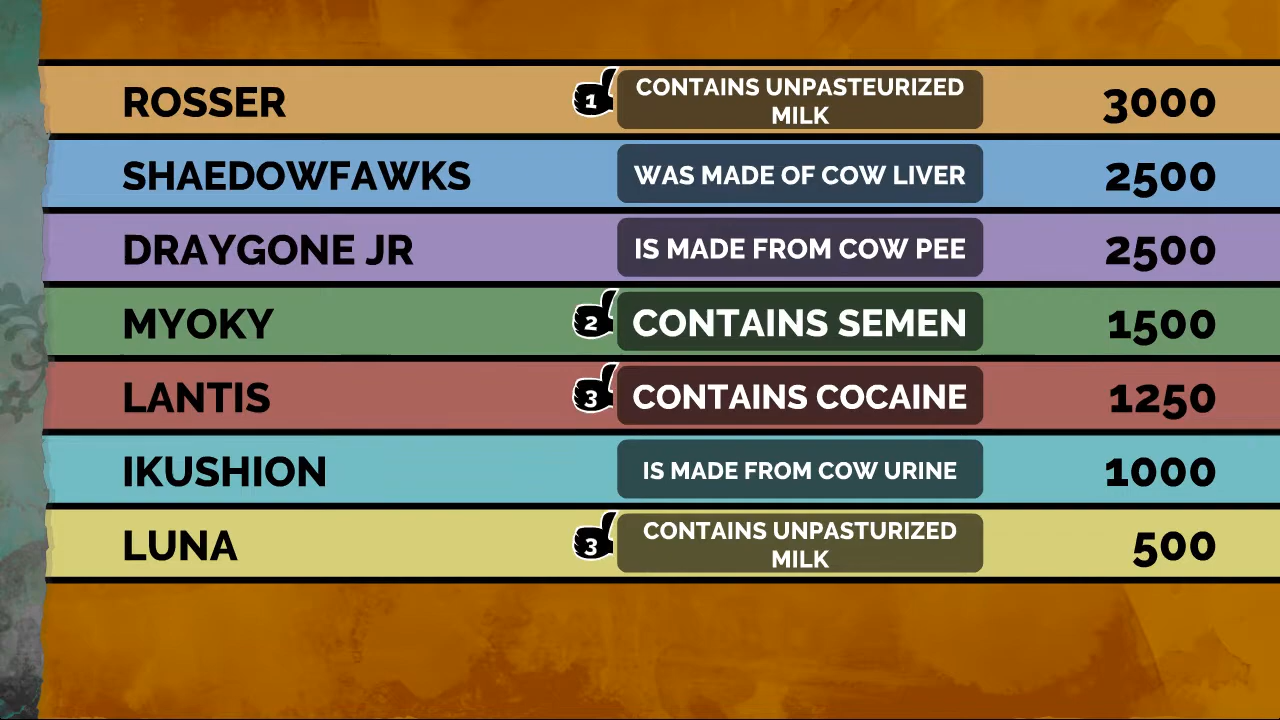 ROSSER 1 CONTAINS UNPASTEURIZED MILK 3000
SHAEDOWFAWKS WAS MADE OF COW LIVER 2500
DRAYGONE JR IS MADE FROM COW PEE 2500
MYOKY 2 CONTAINS SEMEN 1500
LANTIS 3 CONTAINS COCAINE 1250
IKUSHION IS MADE FROM COW URINE 1000
LUNA 3 CONTAINS UNPASTURIZED MILK 500